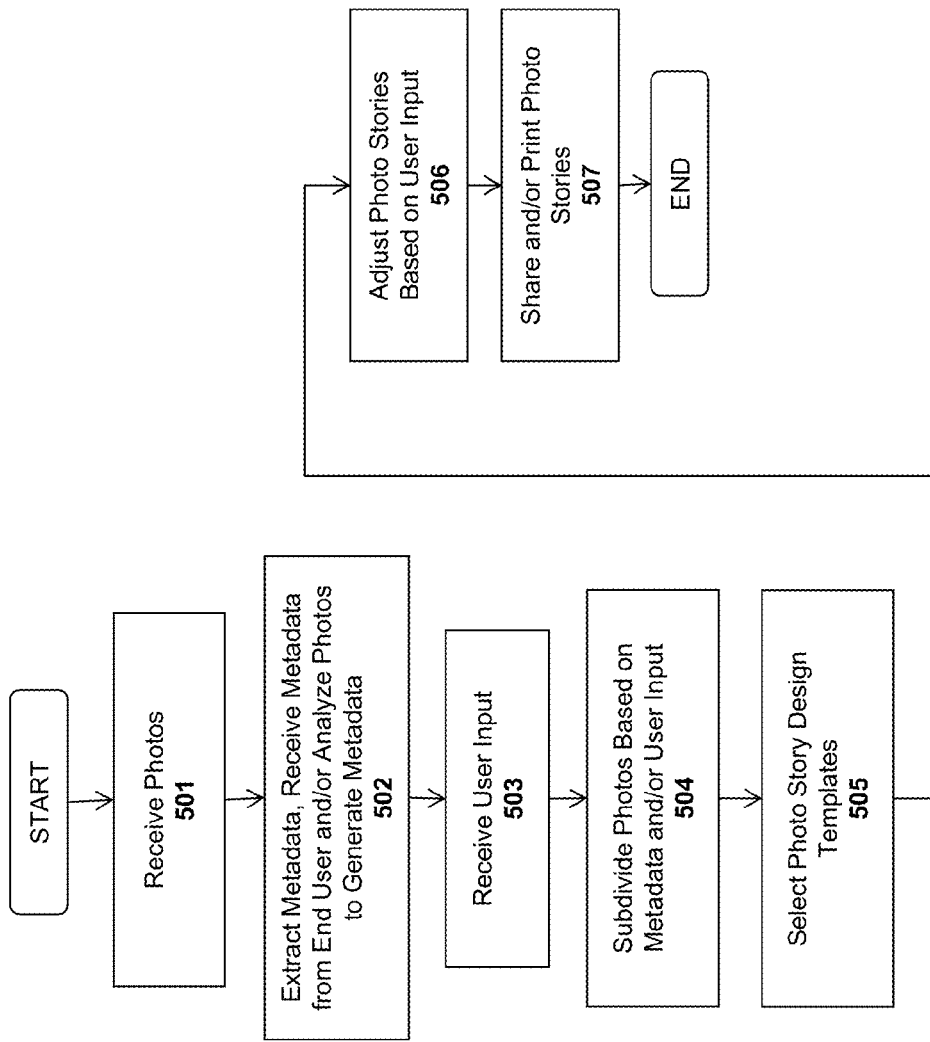 START
Receive Photos
501
Extract Metadata, Receive Metadata
from End User and/or Analyze Photos
to Generate Metadata
502
Receive User Input
503
Subdivide Photos Based on
Metadata and/or User Input
504
Select Photo Story Design
Templates
505
Adjust Photo Stories
Based on User Input
506
Share and/or Print Photo
Stories
507
END